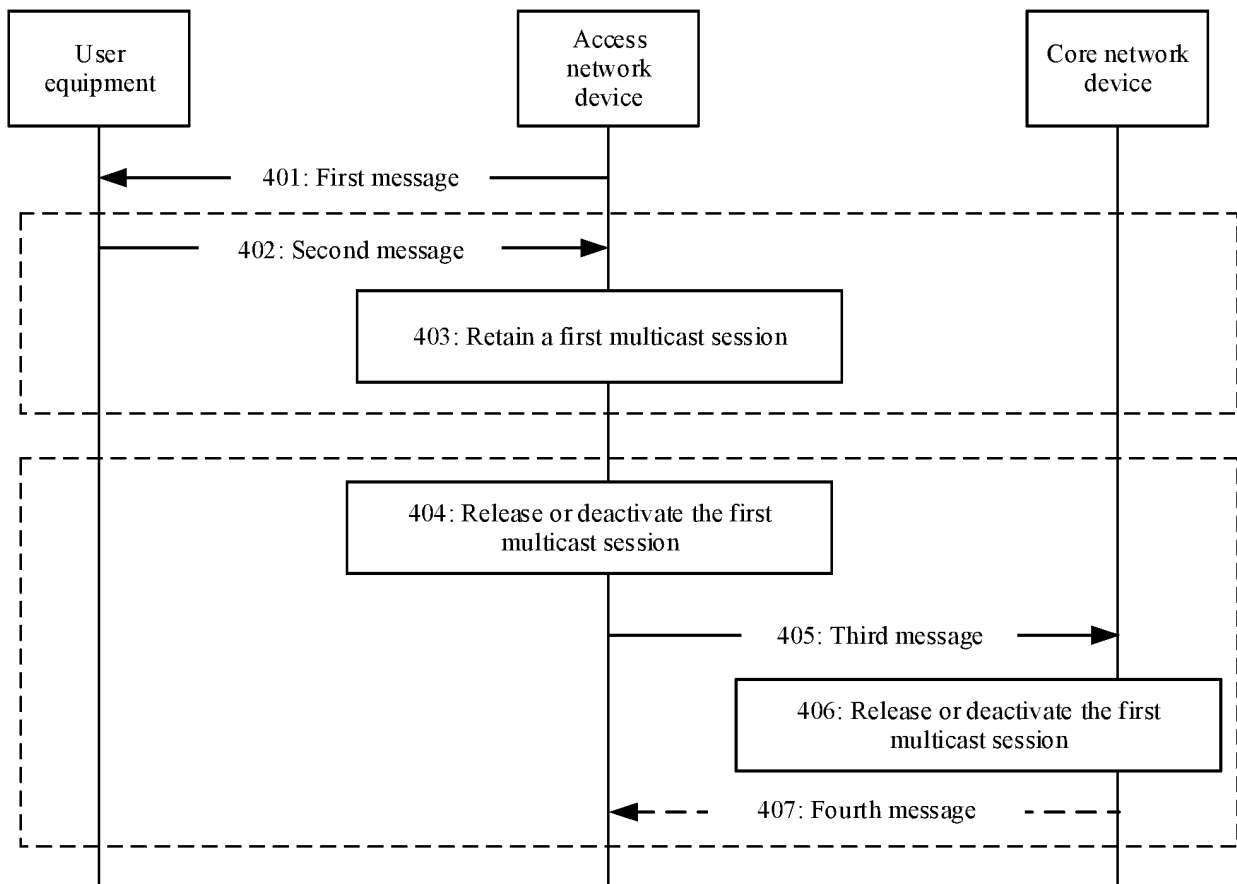 User
equipment
Access
network
device
Core network
device
401: First message
402: Second message
403: Retain a first multicast session
404: Release or deactivate the first
multicast session
405: Third message
406: Release or deactivate the first
multicast session
407: Fourth message